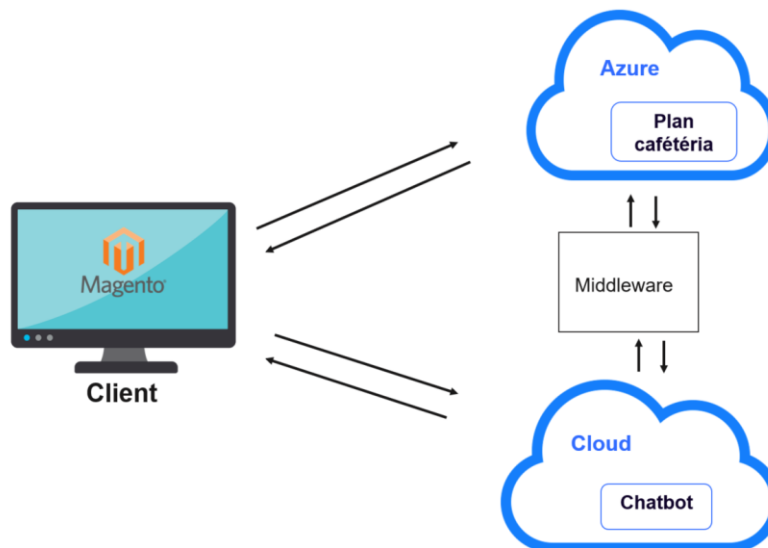 Azure
Plan
cafétéria
Magento
Middleware
Client
Cloud
Chatbot